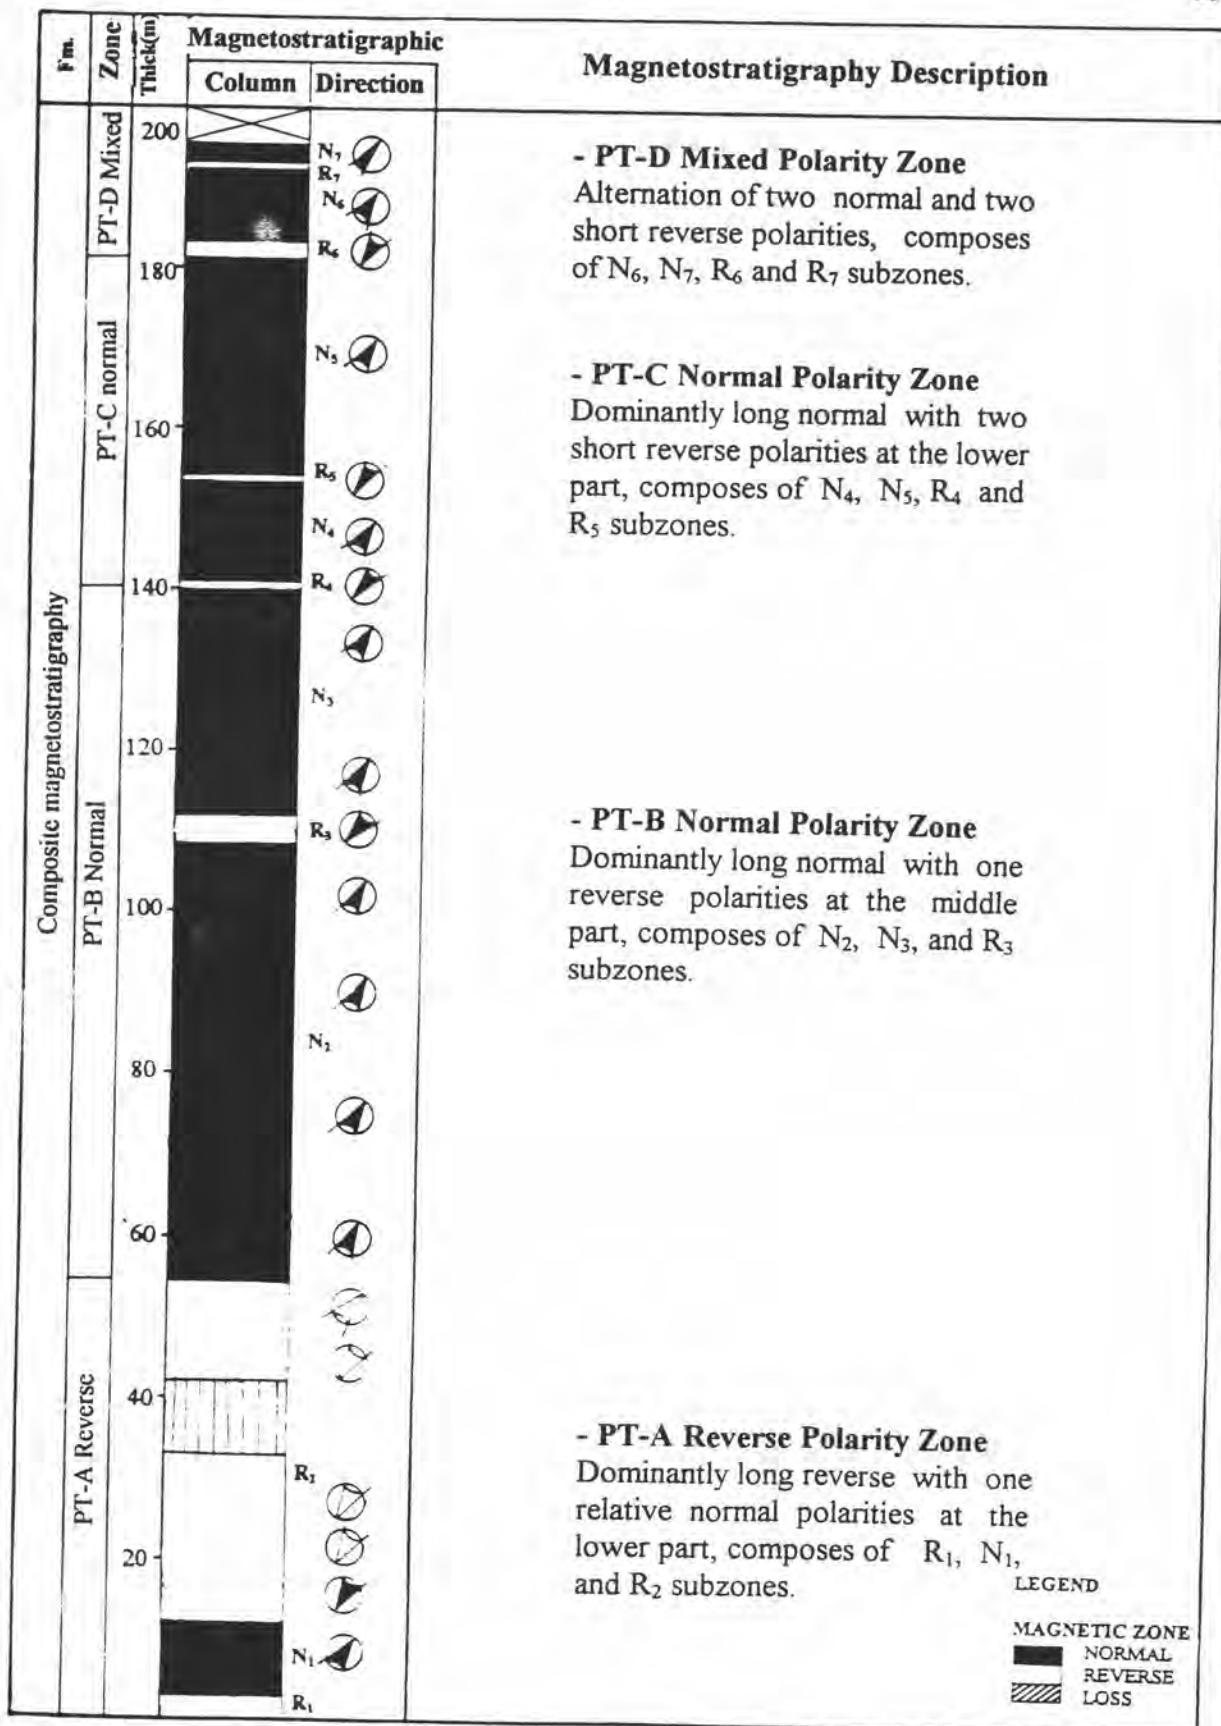 Fm.
Zone
Thick(m)
Magnetostratigraphic
Column
Direction
Magnetostratigraphy Description
Composite magnetostratigraphy
PT-D Mixed
PT-C normal
PT-B Normal
PT-A Reverse
200
180
160
140
120
100
80
60
40
20
N₇
R₇
N₆
R₆
N₅
R₅
N₄
R₄
N₃
R₃
N₂
R₂
N₁
R₁
- PT-D Mixed Polarity Zone
Alternation of two normal and two
short reverse polarities, composes
of N₆, N₇, R₆ and R₇ subzones.
- PT-C Normal Polarity Zone
Dominantly long normal with two
short reverse polarities at the lower
part, composes of N₄, N₅, R₄ and
R₅ subzones.
- PT-B Normal Polarity Zone
Dominantly long normal with one
reverse polarities at the middle
part, composes of N₂, N₃, and R₃
subzones.
- PT-A Reverse Polarity Zone
Dominantly long reverse with one
relative normal polarities at the
lower part, composes of R₁, N₁,
and R₂ subzones.
LEGEND
MAGNETIC ZONE
NORMAL
REVERSE
LOSS